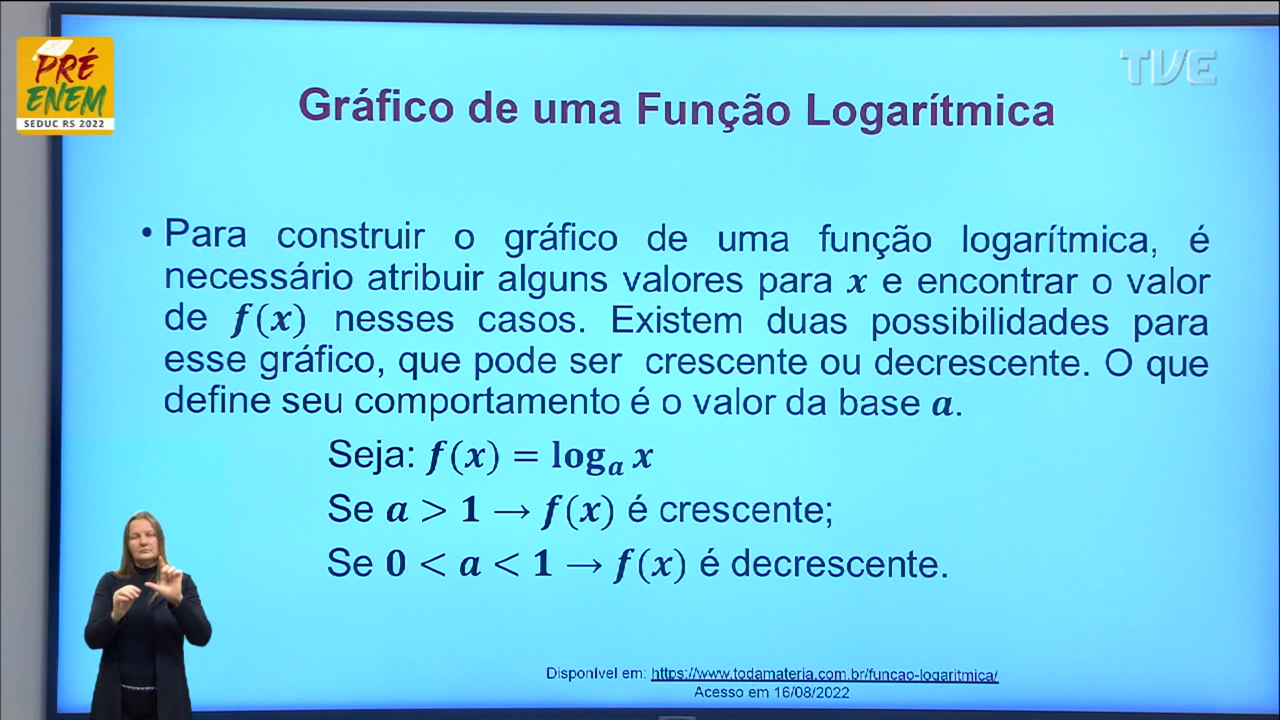 PRÉ
ENEM
SEDUC RS 2022
TVE
Gráfico de uma Função Logarítmica
• Para construir o gráfico de uma função logarítmica, é
necessário atribuir alguns valores para x e encontrar o valor
de f(x) nesses casos. Existem duas possibilidades para
esse gráfico, que pode ser crescente ou decrescente. O que
define seu comportamento é o valor da base a.
Seja: f(x) = logₐ x
Se a > 1 → f(x) é crescente;
Se 0 < a < 1 → f(x) é decrescente.
Disponível em: https://www.todamateria.com.br/funcao-logaritmica/
Acesso em 16/08/2022